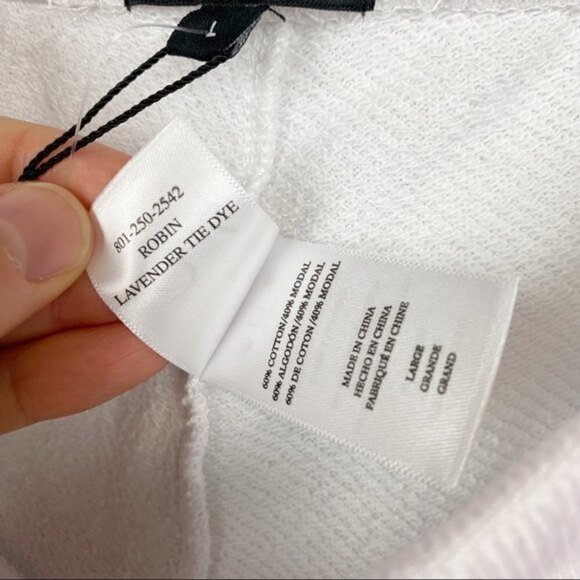 801-250-2542
ROBIN
LAVENDER TIE DYE
60% COTTON/40% MODAL
60% ALGODÓN/40% MODAL
60% DE COTON/40% MODAL
MADE IN CHINA
HECHO EN CHINA
FABRIQUÉ EN CHINE
LARGE
GRANDE
GRAND